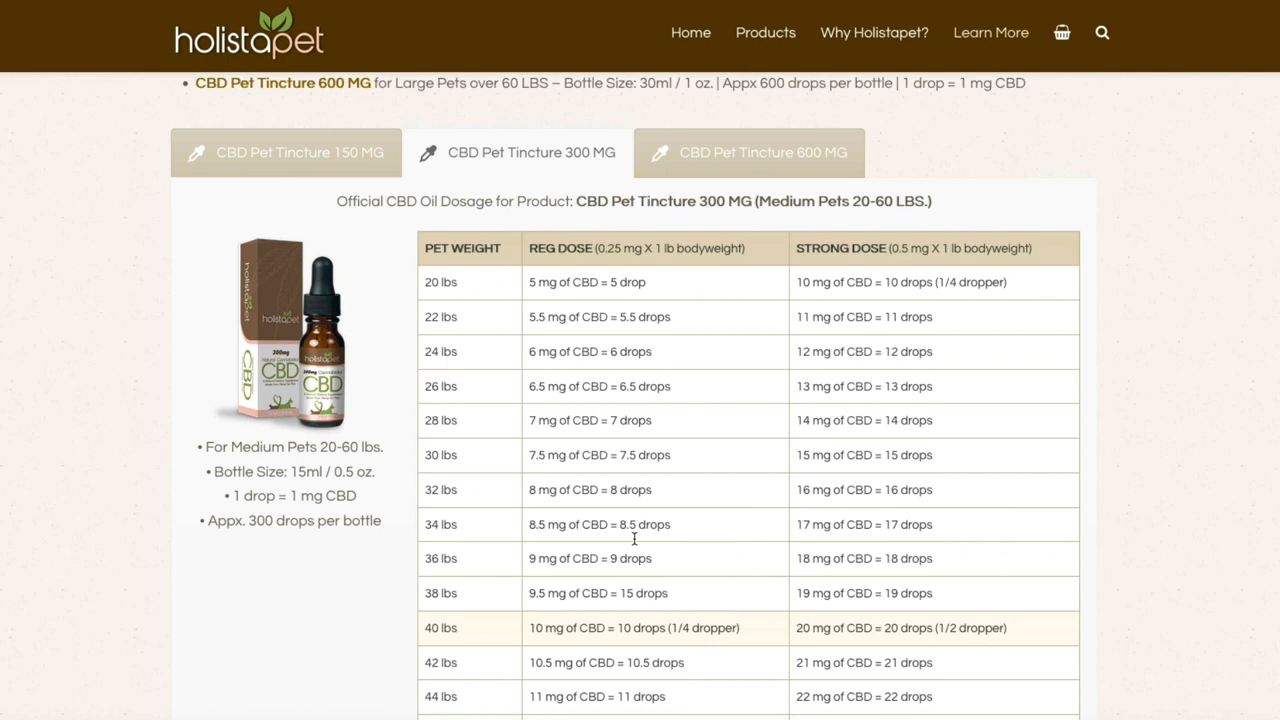 holistapet
Home Products Why Holistapet? Learn More
• CBD Pet Tincture 600 MG for Large Pets over 60 LBS – Bottle Size: 30ml / 1 oz. | Appx 600 drops per bottle | 1 drop = 1 mg CBD
CBD Pet Tincture 150 MG CBD Pet Tincture 300 MG CBD Pet Tincture 600 MG
Official CBD Oil Dosage for Product: CBD Pet Tincture 300 MG (Medium Pets 20-60 LBS.)
holistapet
holistapet
300mg
CBD
CBD
holistapet
300mg
CBD
• For Medium Pets 20-60 lbs.
• Bottle Size: 15ml / 0.5 oz.
• 1 drop = 1 mg CBD
• Appx. 300 drops per bottle
PET WEIGHT REG DOSE (0.25 mg X 1 lb bodyweight) STRONG DOSE (0.5 mg X 1 lb bodyweight)
20 lbs 5 mg of CBD = 5 drop 10 mg of CBD = 10 drops (1/4 dropper)
22 lbs 5.5 mg of CBD = 5.5 drops 11 mg of CBD = 11 drops
24 lbs 6 mg of CBD = 6 drops 12 mg of CBD = 12 drops
26 lbs 6.5 mg of CBD = 6.5 drops 13 mg of CBD = 13 drops
28 lbs 7 mg of CBD = 7 drops 14 mg of CBD = 14 drops
30 lbs 7.5 mg of CBD = 7.5 drops 15 mg of CBD = 15 drops
32 lbs 8 mg of CBD = 8 drops 16 mg of CBD = 16 drops
34 lbs 8.5 mg of CBD = 8.5 drops 17 mg of CBD = 17 drops
36 lbs 9 mg of CBD = 9 drops 18 mg of CBD = 18 drops
38 lbs 9.5 mg of CBD = 15 drops 19 mg of CBD = 19 drops
40 lbs 10 mg of CBD = 10 drops (1/4 dropper) 20 mg of CBD = 20 drops (1/2 dropper)
42 lbs 10.5 mg of CBD = 10.5 drops 21 mg of CBD = 21 drops
44 lbs 11 mg of CBD = 11 drops 22 mg of CBD = 22 drops